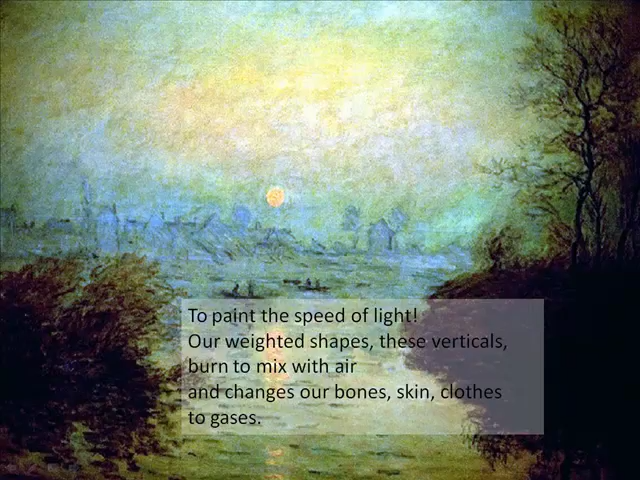 To paint the speed of light!
Our weighted shapes, these verticals,
burn to mix with air
and changes our bones, skin, clothes
to gases.